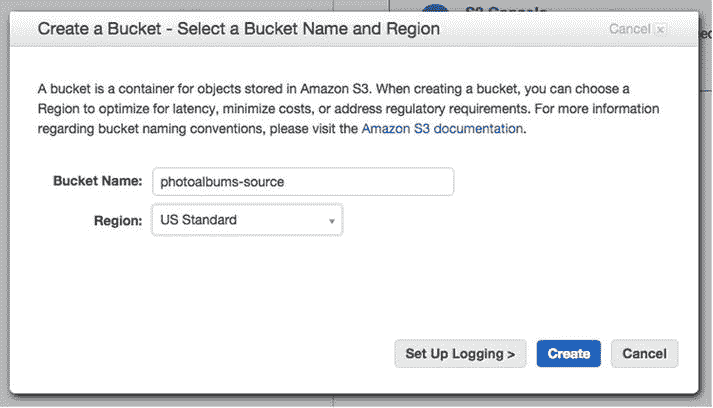 S3 Console
Create a Bucket - Select a Bucket Name and Region
Cancel x
A bucket is a container for objects stored in Amazon S3. When creating a bucket, you can choose a
Region to optimize for latency, minimize costs, or address regulatory requirements. For more information
regarding bucket naming conventions, please visit the Amazon S3 documentation.
Bucket Name: photoalbums-source
Region: US Standard
Set Up Logging > Create Cancel